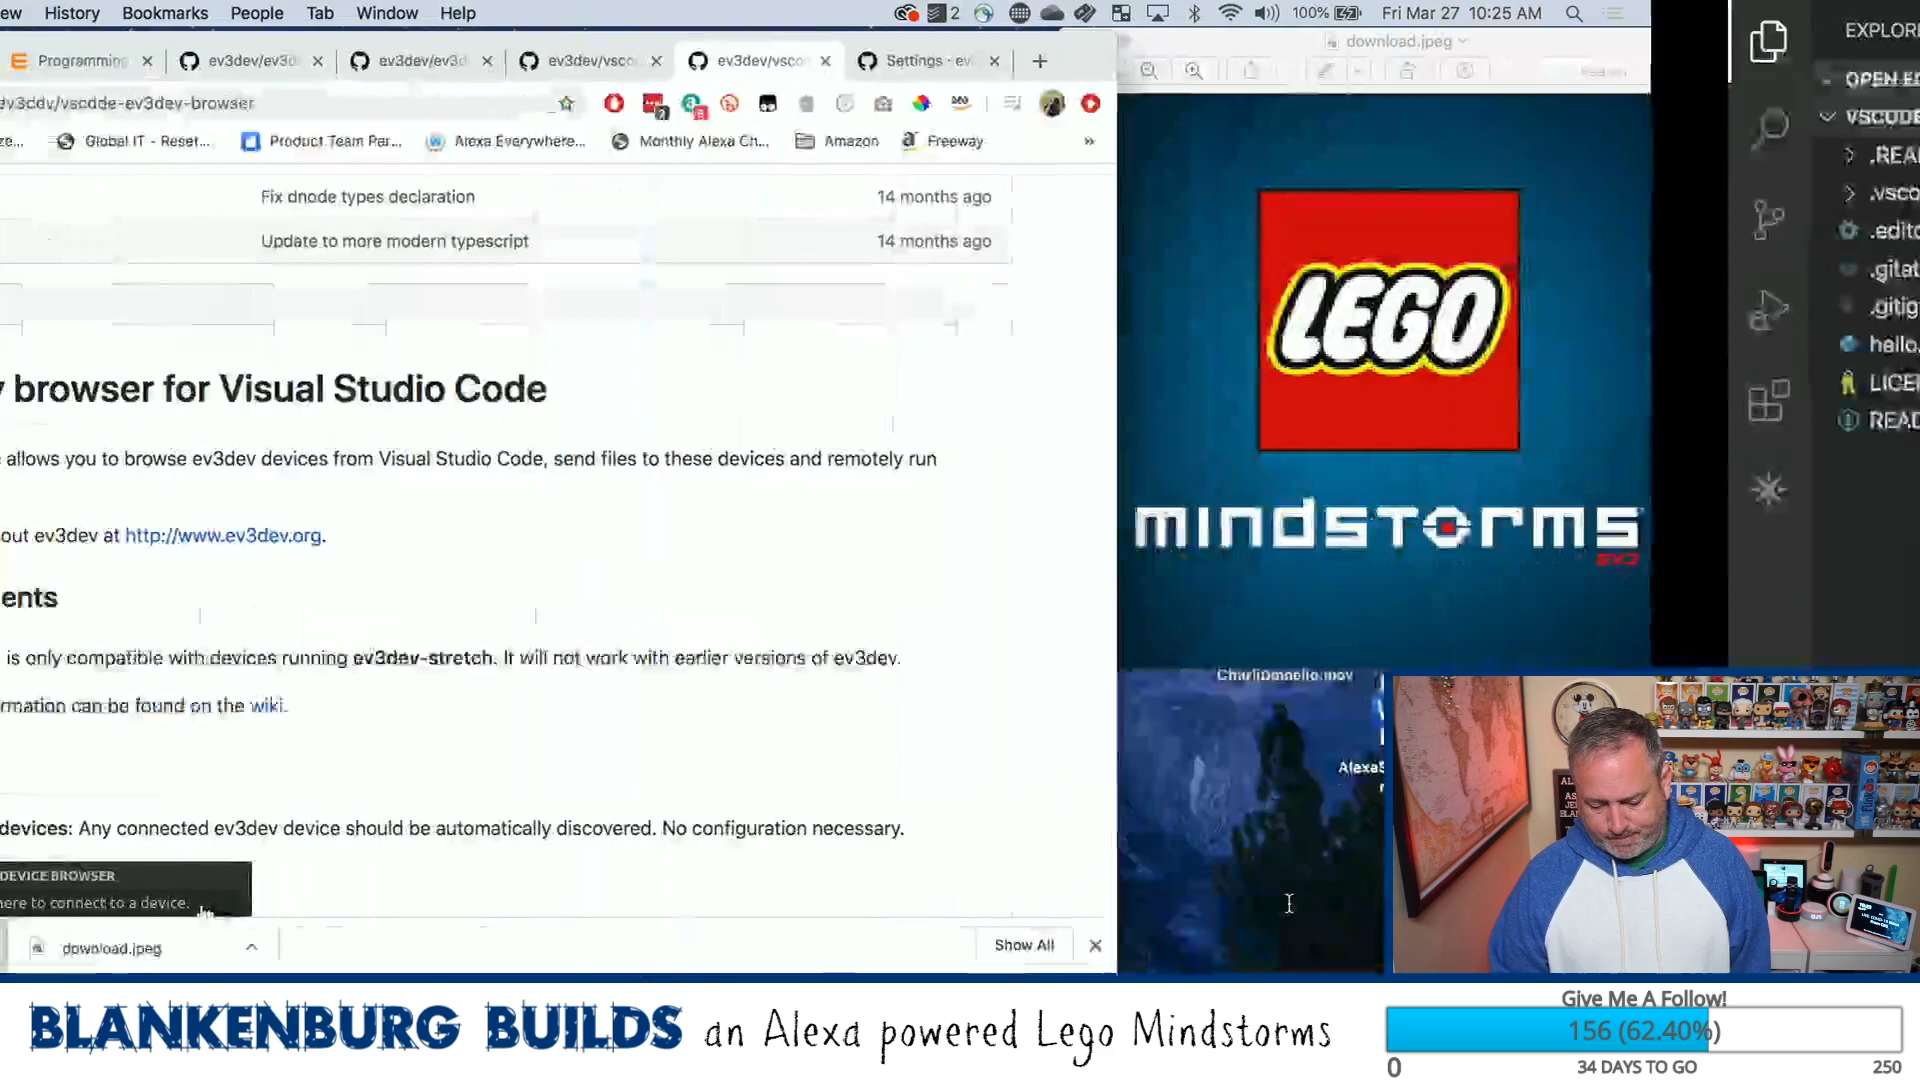 ew History Bookmarks People Tab Window Help 2 100% Fri Mar 27 10:25 AM
Programming ev3dev/ev3d ev3dev/ev3d ev3dev/vsco ev3dev/vsco Settings · ev
download.jpeg
EXPLORE
ev3dev/vscode-ev3dev-browser
OPEN ED
ze... Global IT - Reset... Product Team Par... Alexa Everywhere... Monthly Alexa Ch... Amazon Freeway »
VSCODE
Fix dnode types declaration 14 months ago
.REA
.vsco
Update to more modern typescript 14 months ago
.edito
.gitat
.gitig
hello.
LICEN
READ
LEGO
mindstorms
EV3
browser for Visual Studio Code
allows you to browse ev3dev devices from Visual Studio Code, send files to these devices and remotely run
out ev3dev at http://www.ev3dev.org.
ents
is only compatible with devices running ev3dev-stretch. It will not work with earlier versions of ev3dev.
rmation can be found on the wiki.
devices: Any connected ev3dev device should be automatically discovered. No configuration necessary.
DEVICE BROWSER
here to connect to a device.
download.jpeg Show All
CharliDmaelio.mov
AlexaS
BLANKENBURG BUILDS an Alexa powered Lego Mindstorms
Give Me A Follow!
156 (62.40%)
0 34 DAYS TO GO 250